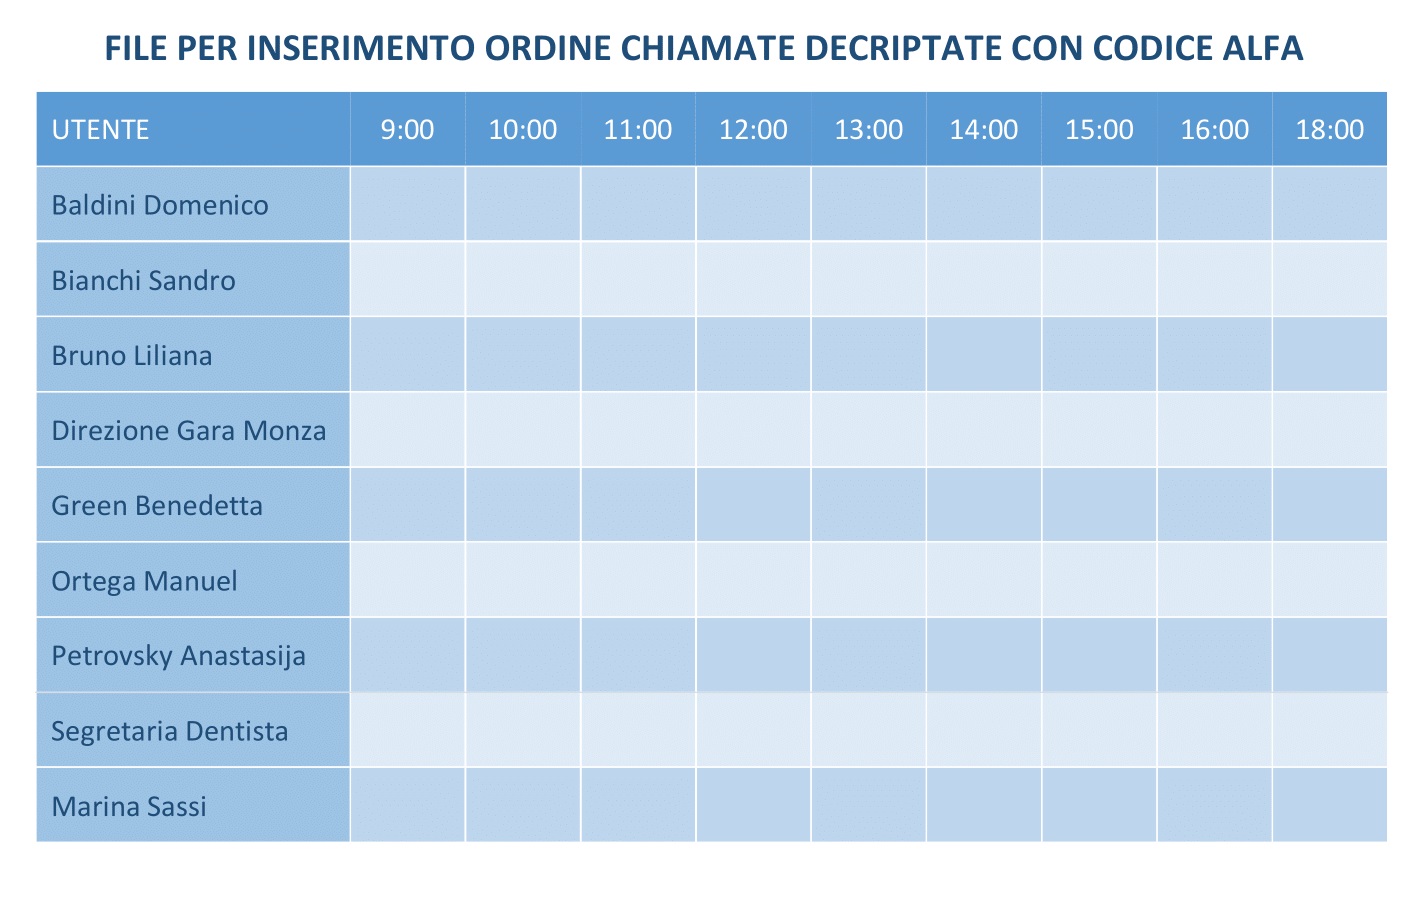 FILE PER INSERIMENTO ORDINE CHIAMATE DECRIPTATE CON CODICE ALFA
UTENTE 9:00 10:00 11:00 12:00 13:00 14:00 15:00 16:00 18:00
Baldini Domenico
Bianchi Sandro
Bruno Liliana
Direzione Gara Monza
Green Benedetta
Ortega Manuel
Petrovsky Anastasija
Segretaria Dentista
Marina Sassi